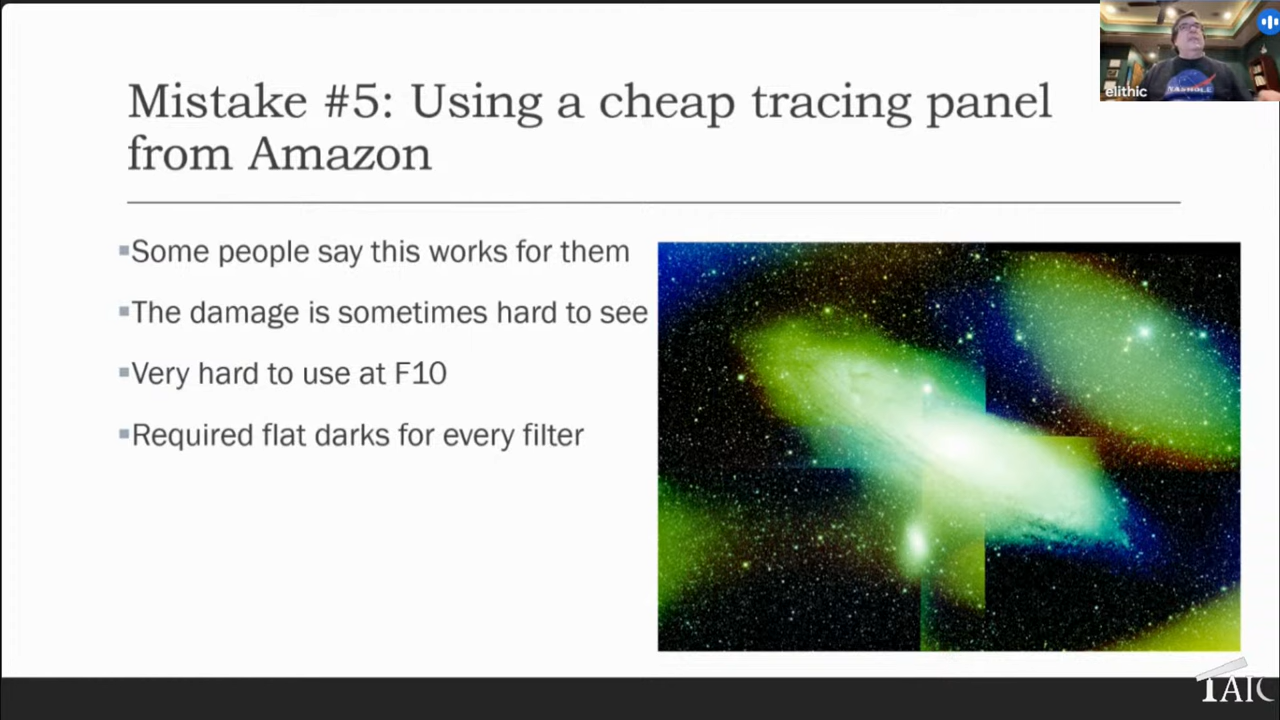 Mistake #5: Using a cheap tracing panel
from Amazon
▪Some people say this works for them
▪The damage is sometimes hard to see
▪Very hard to use at F10
▪Required flat darks for every filter
elithic
TAIC